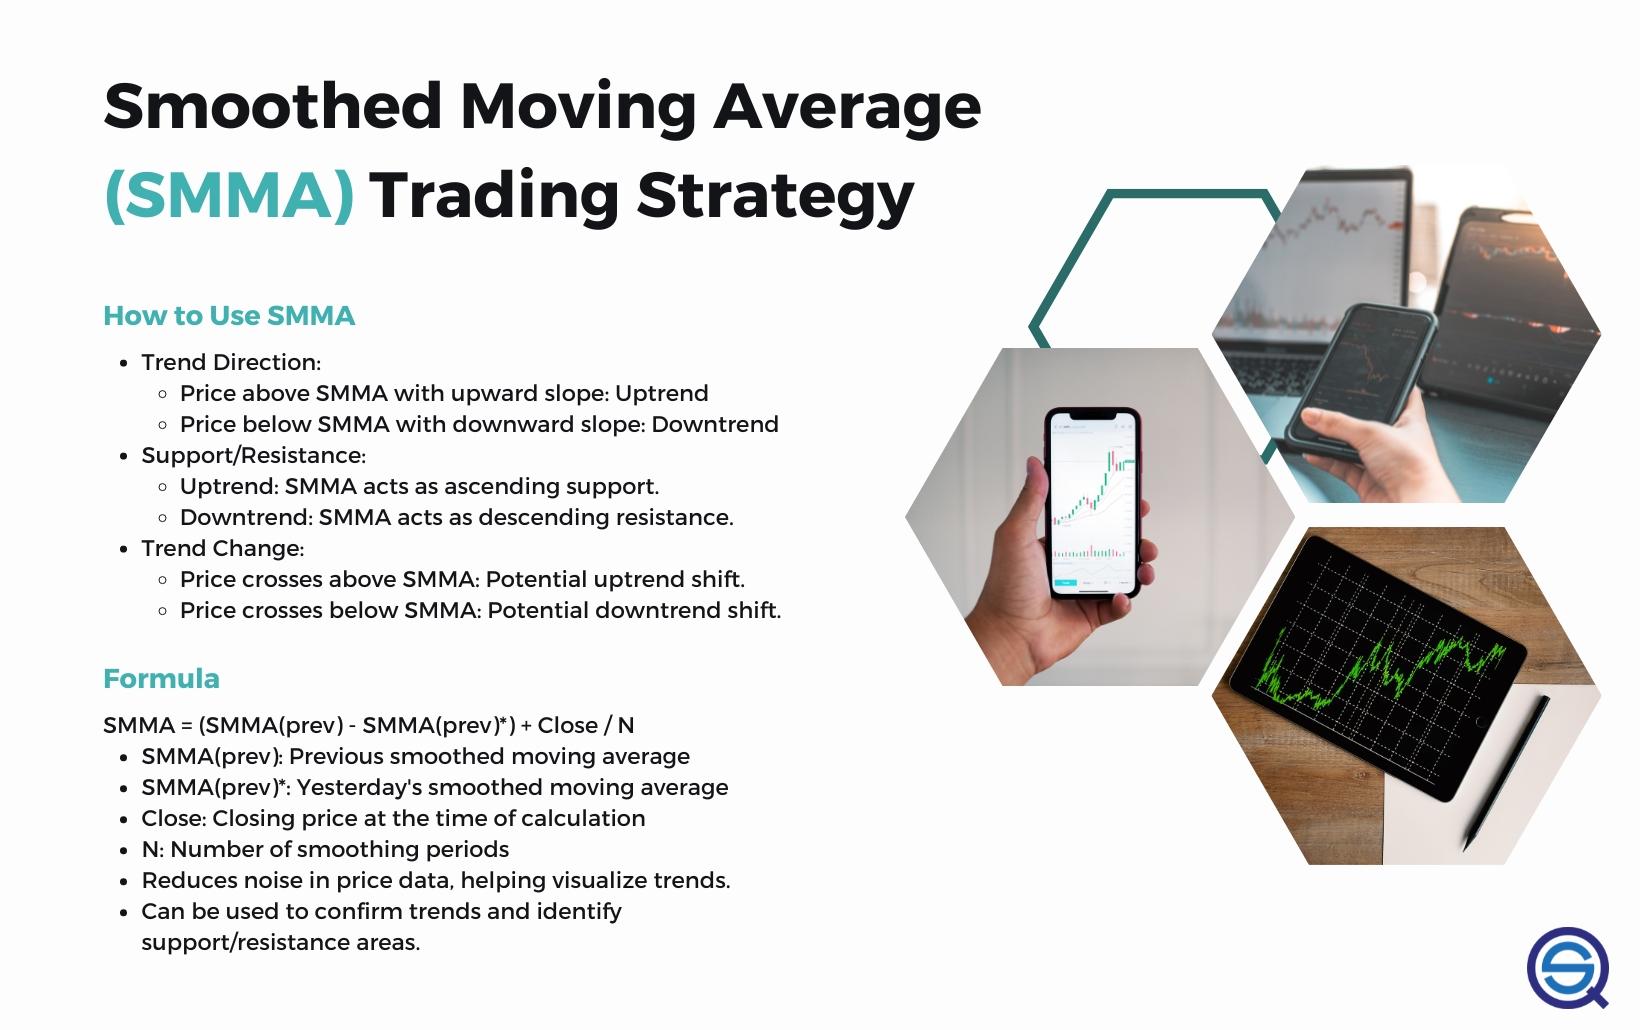 Smoothed Moving Average
(SMMA) Trading Strategy
How to Use SMMA
• Trend Direction:
◦ Price above SMMA with upward slope: Uptrend
◦ Price below SMMA with downward slope: Downtrend
• Support/Resistance:
◦ Uptrend: SMMA acts as ascending support.
◦ Downtrend: SMMA acts as descending resistance.
• Trend Change:
◦ Price crosses above SMMA: Potential uptrend shift.
◦ Price crosses below SMMA: Potential downtrend shift.
Formula
SMMA = (SMMA(prev) - SMMA(prev)*) + Close / N
• SMMA(prev): Previous smoothed moving average
• SMMA(prev)*: Yesterday's smoothed moving average
• Close: Closing price at the time of calculation
• N: Number of smoothing periods
• Reduces noise in price data, helping visualize trends.
• Can be used to confirm trends and identify
support/resistance areas.